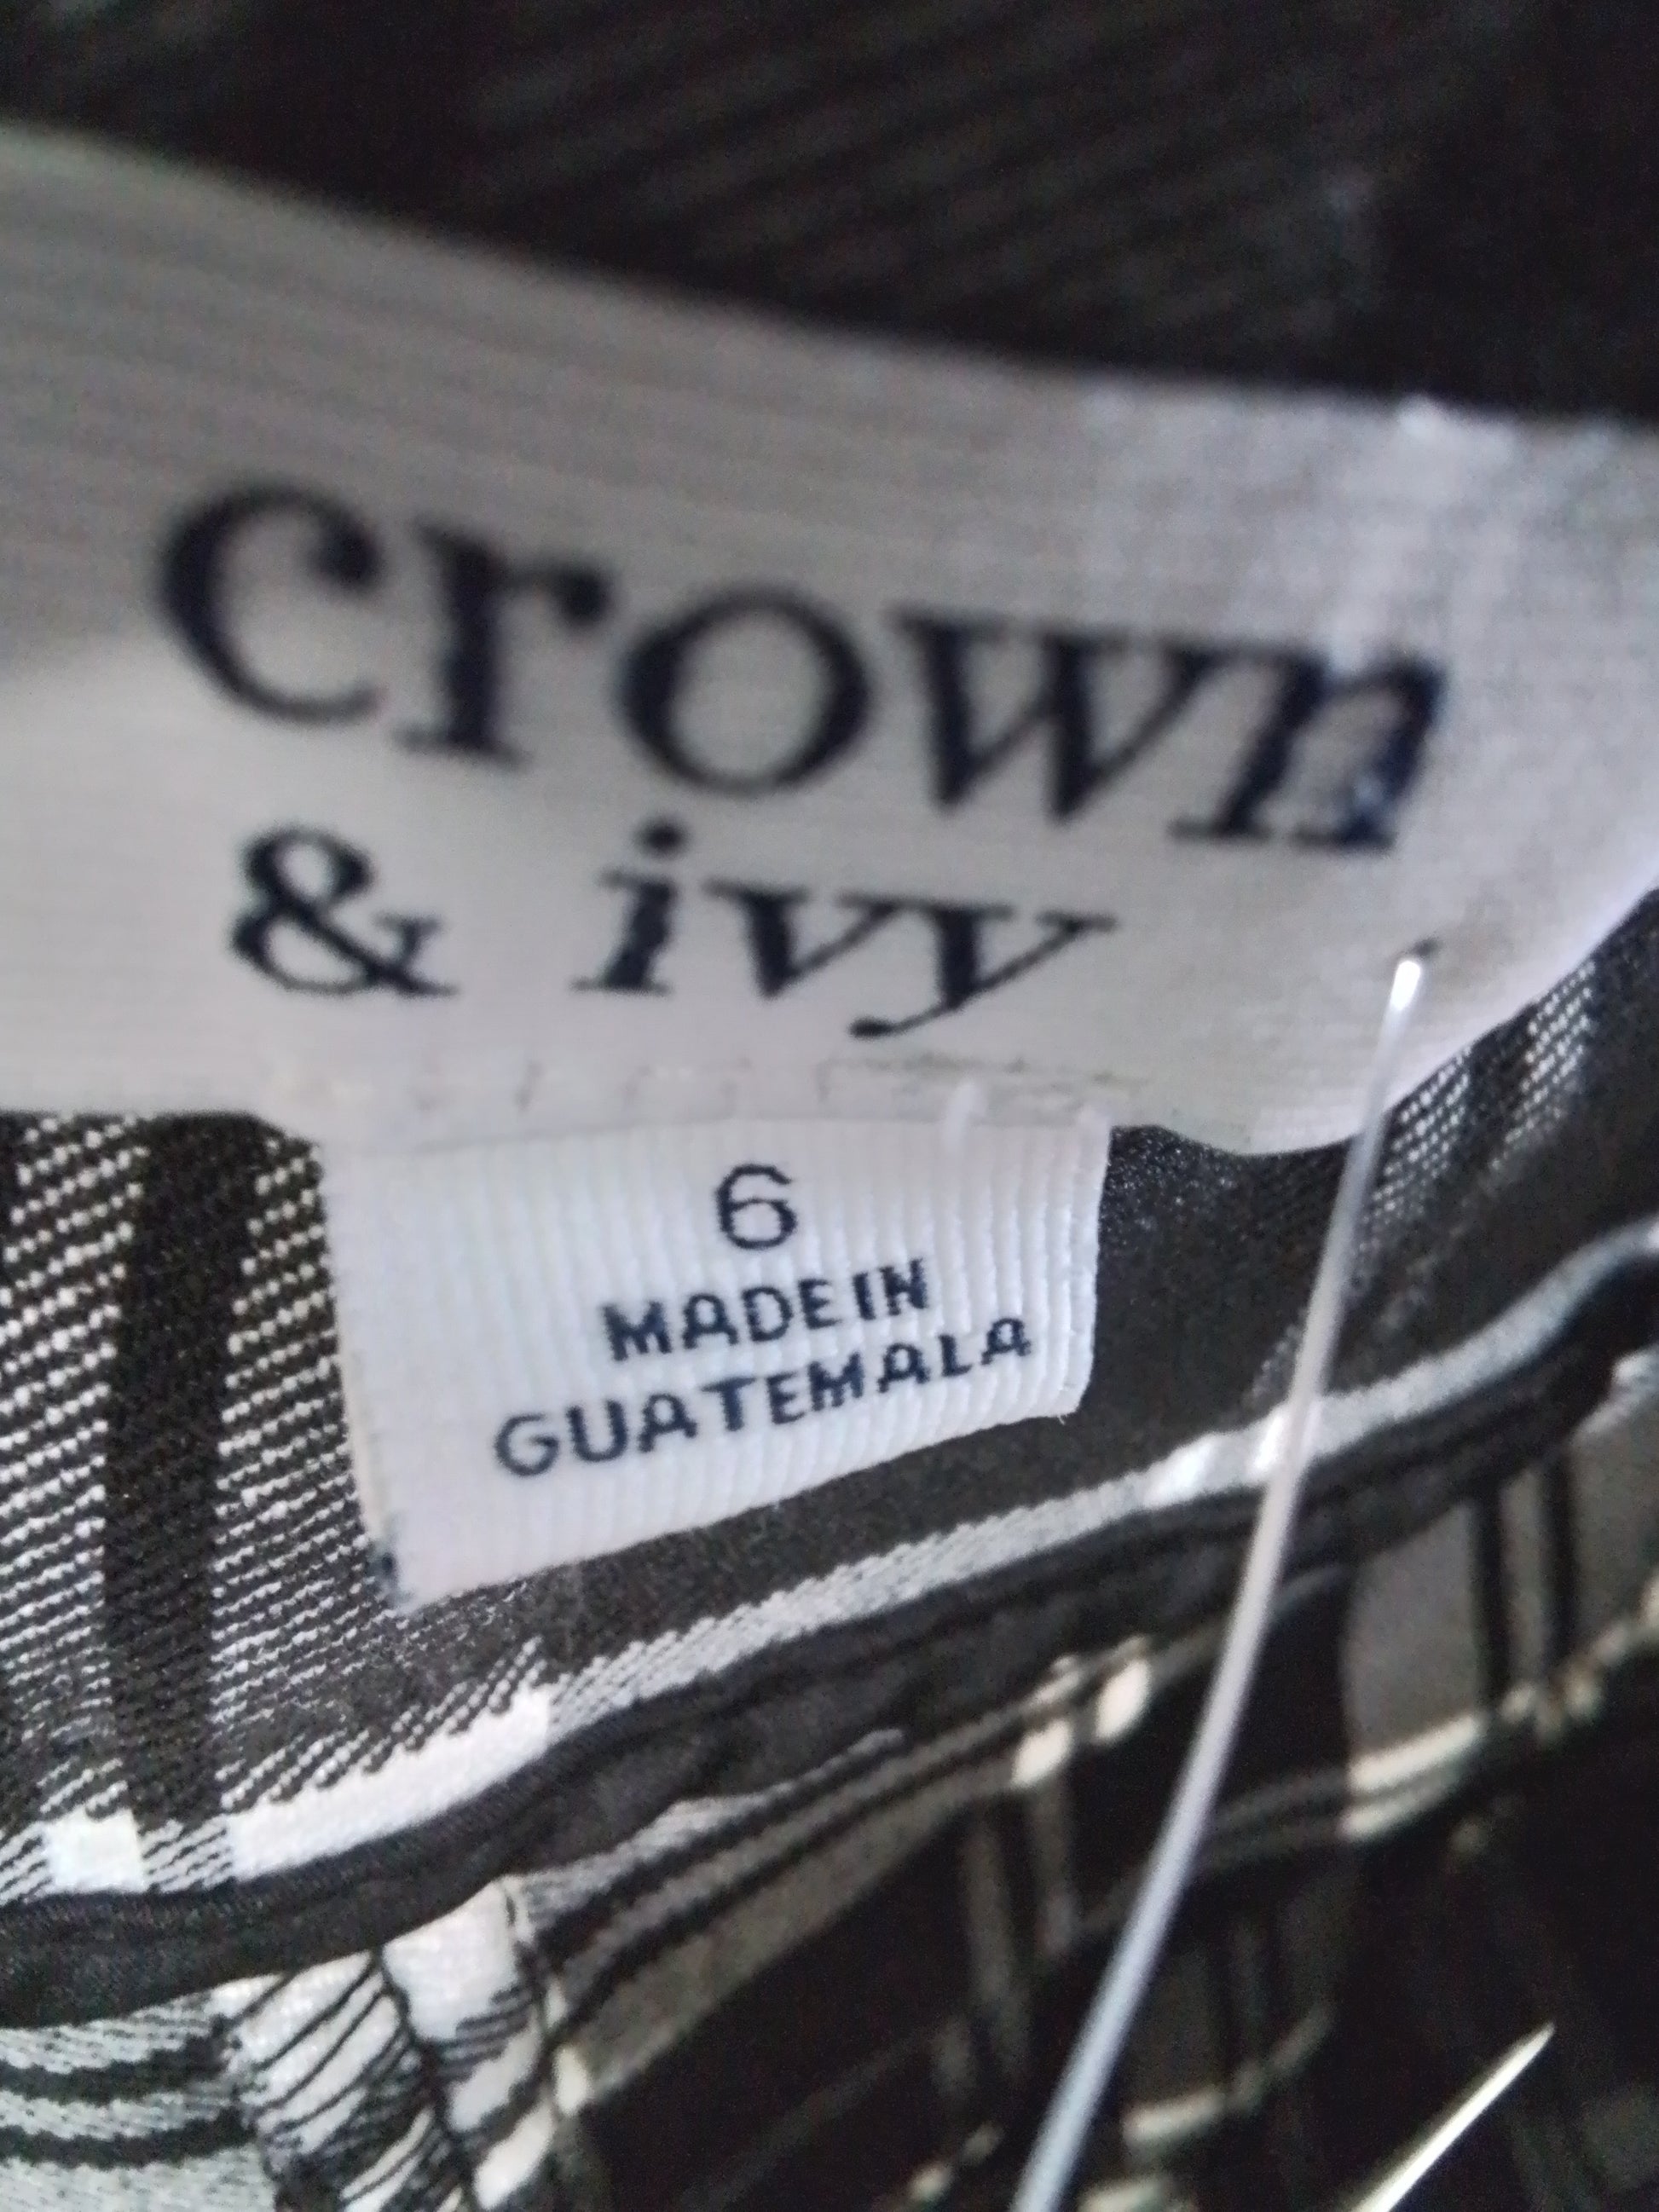 crown
& ivy
6
MADE IN
GUATEMALA